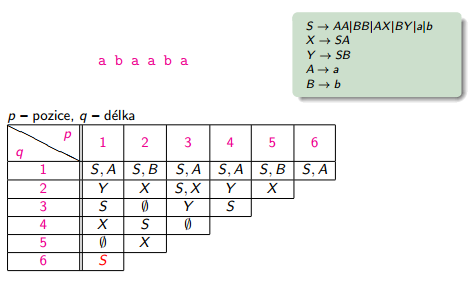 S → AA|BB|AX|BY|a|b
X → SA
Y → SB
A → a
B → b
a b a a b a
p – pozice, q – délka
p
q
1 2 3 4 5 6
1 S, A S, B S, A S, A S, B S, A
2 Y X S, X Y X
3 S ∅ Y S
4 X S ∅
5 ∅ X
6 S